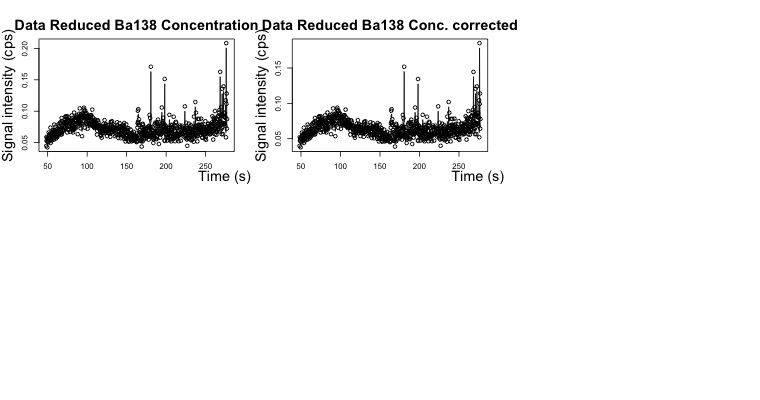 Data Reduced Ba138 Concentration
Signal intensity (cps)
0.05 0.10 0.15 0.20
50 100 150 200 250
Time (s)
Data Reduced Ba138 Conc. corrected
Signal intensity (cps)
0.05 0.10 0.15
50 100 150 200 250
Time (s)